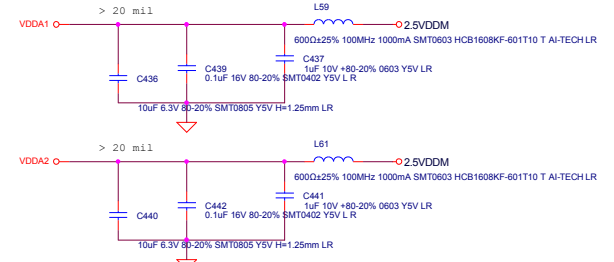 > 20 mil
L59
VDDA1
2.5VDDM
600Ω±25% 100MHz 1000mA SMT0603 HCB1608KF-601T10 T AI-TECH LR
C437
1uF 10V +80-20% 0603 Y5V LR
C439
0.1uF 16V 80-20% SMT0402 Y5V L R
C436
10uF 6.3V 80-20% SMT0805 Y5V H=1.25mm LR
> 20 mil
L61
VDDA2
2.5VDDM
600Ω±25% 100MHz 1000mA SMT0603 HCB1608KF-601T10 T AI-TECH LR
C441
1uF 10V +80-20% 0603 Y5V LR
C442
0.1uF 16V 80-20% SMT0402 Y5V L R
C440
10uF 6.3V 80-20% SMT0805 Y5V H=1.25mm LR